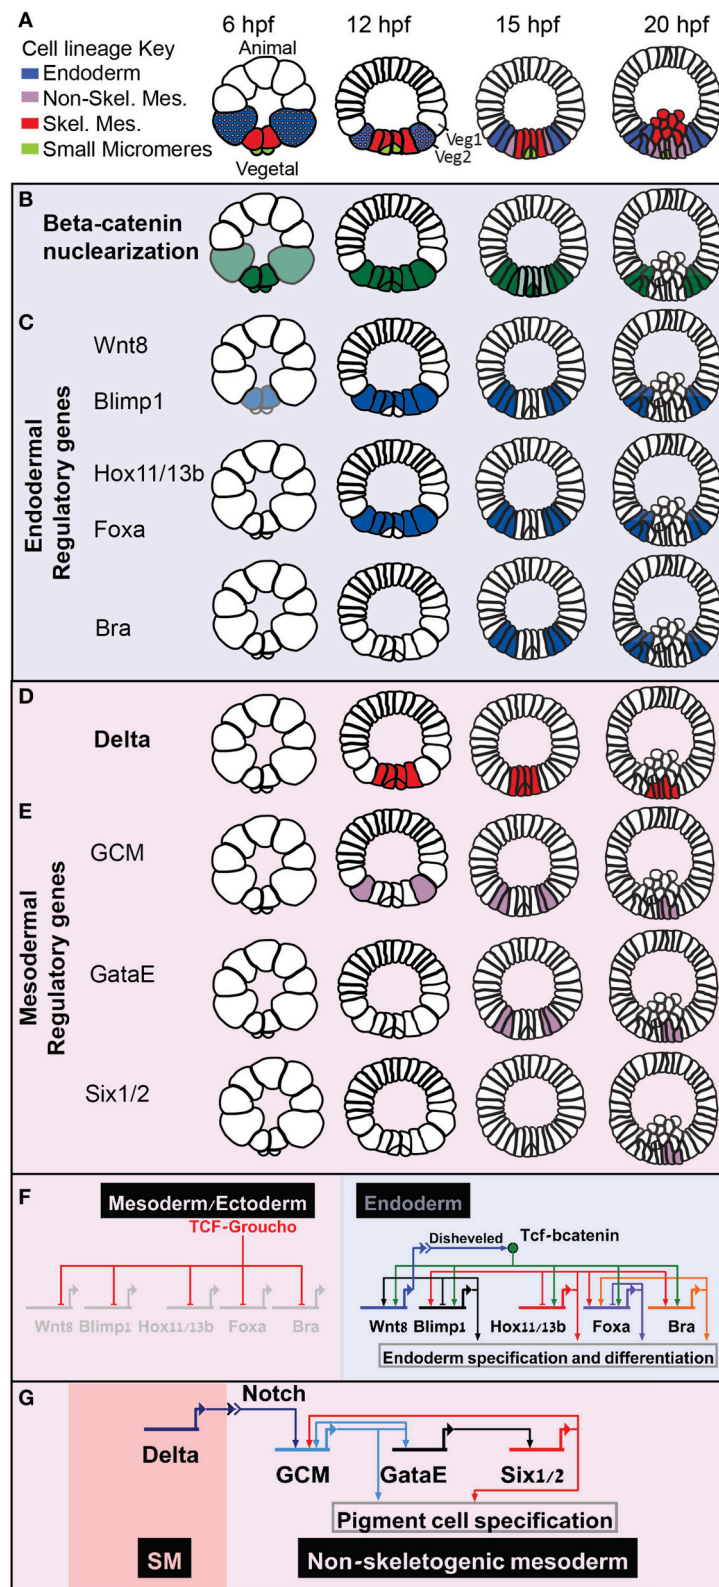 A
6 hpf 12 hpf 15 hpf 20 hpf
Cell lineage Key
Animal
Endoderm
Non-Skel. Mes.
Skel. Mes.
Small Micromeres
Vegetal
Veg1
Veg2
B
Beta-catenin
nuclearization
C
Endodermal
Regulatory genes
Wnt8
Blimp1
Hox11/13b
Foxa
Bra
D
Delta
E
Mesodermal
Regulatory genes
GCM
GataE
Six1/2
F
Mesoderm/Ectoderm
TCF-Groucho
Wnt8 Blimp1 Hox11/13b Foxa Bra
Endoderm
Disheveled
Tcf-bcatenin
Wnt8 Blimp1 Hox11/13b Foxa Bra
Endoderm specification and differentiation
G
Notch
Delta
GCM GataE Six1/2
Pigment cell specification
SM
Non-skeletogenic mesoderm